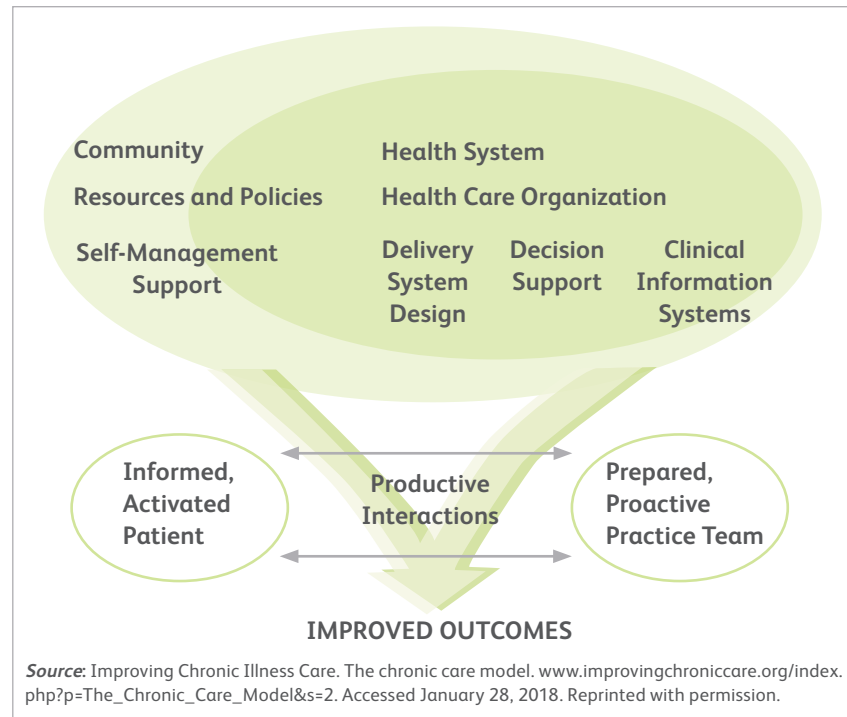 Community
Resources and Policies
Self-Management
Support
Health System
Health Care Organization
Delivery
System
Design
Decision
Support
Clinical
Information
Systems
Informed,
Activated
Patient
Productive
Interactions
Prepared,
Proactive
Practice Team
IMPROVED OUTCOMES
Source: Improving Chronic Illness Care. The chronic care model. www.improvingchroniccare.org/index.
php?p=The_Chronic_Care_Model&s=2. Accessed January 28, 2018. Reprinted with permission.